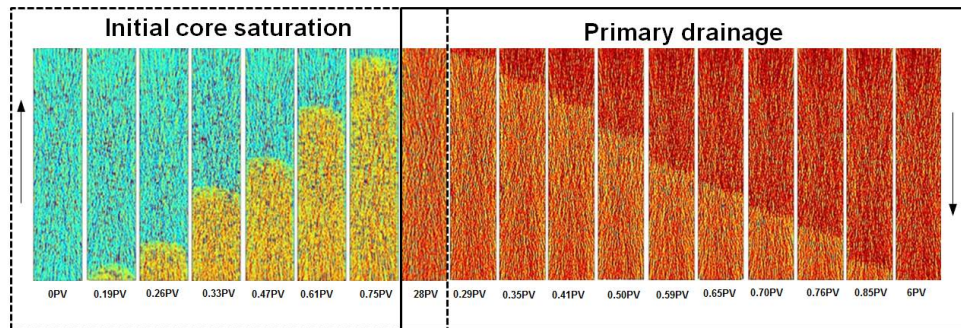 Initial core saturation
Primary drainage
0PV 0.19PV 0.26PV 0.33PV 0.47PV 0.61PV 0.75PV 28PV 0.29PV 0.35PV 0.41PV 0.50PV 0.59PV 0.65PV 0.70PV 0.76PV 0.85PV 6PV